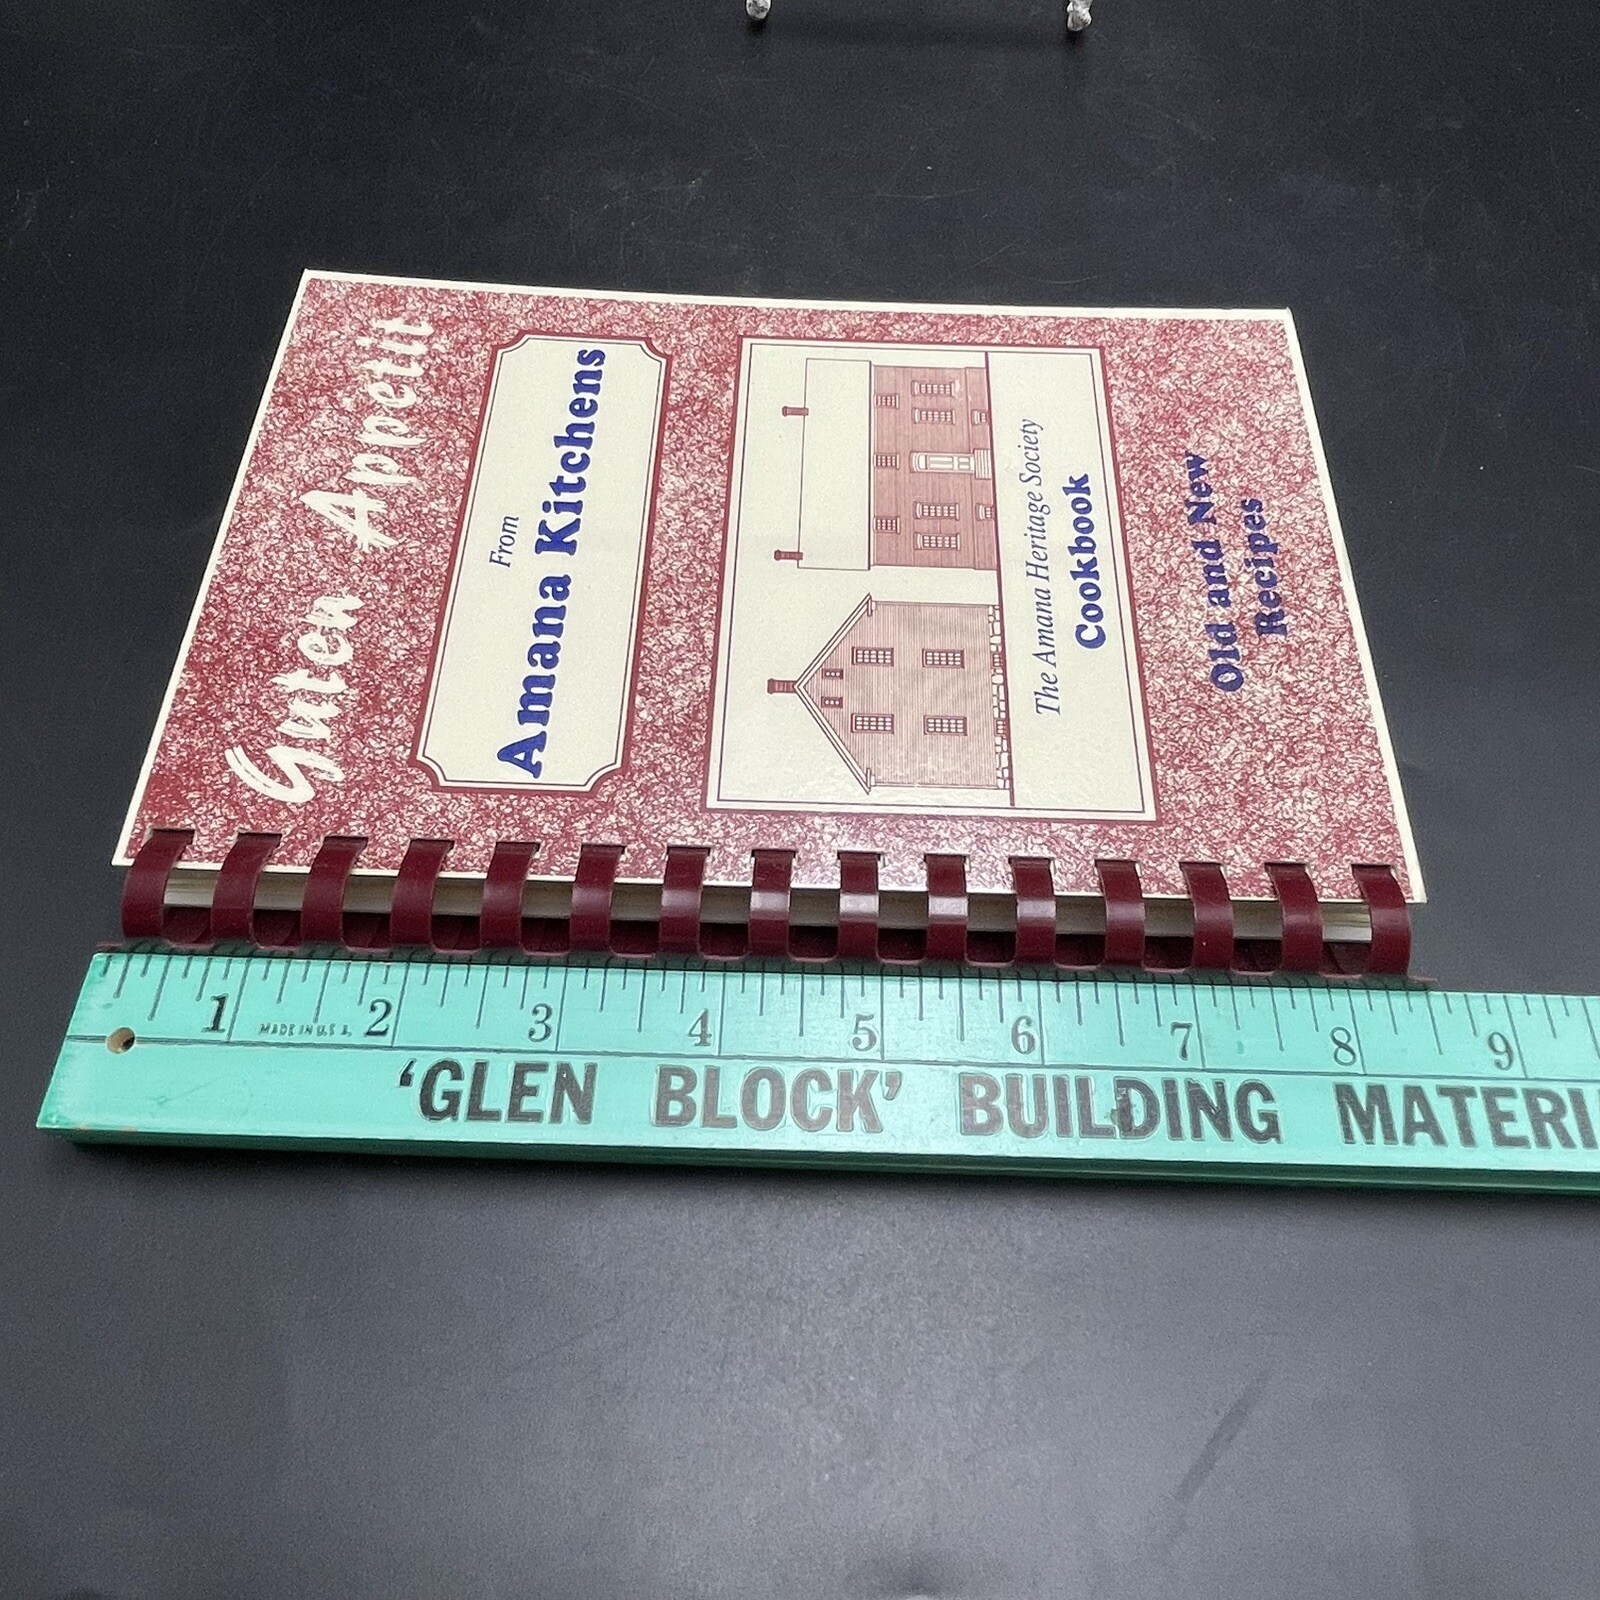 Guten Appetit
From
Amana Kitchens
The Amana Heritage Society
Cookbook
Old and New
Recipes
1 2 3 4 5 6 7 8 9
MADE IN U.S.A.
'GLEN BLOCK' BUILDING MATERI